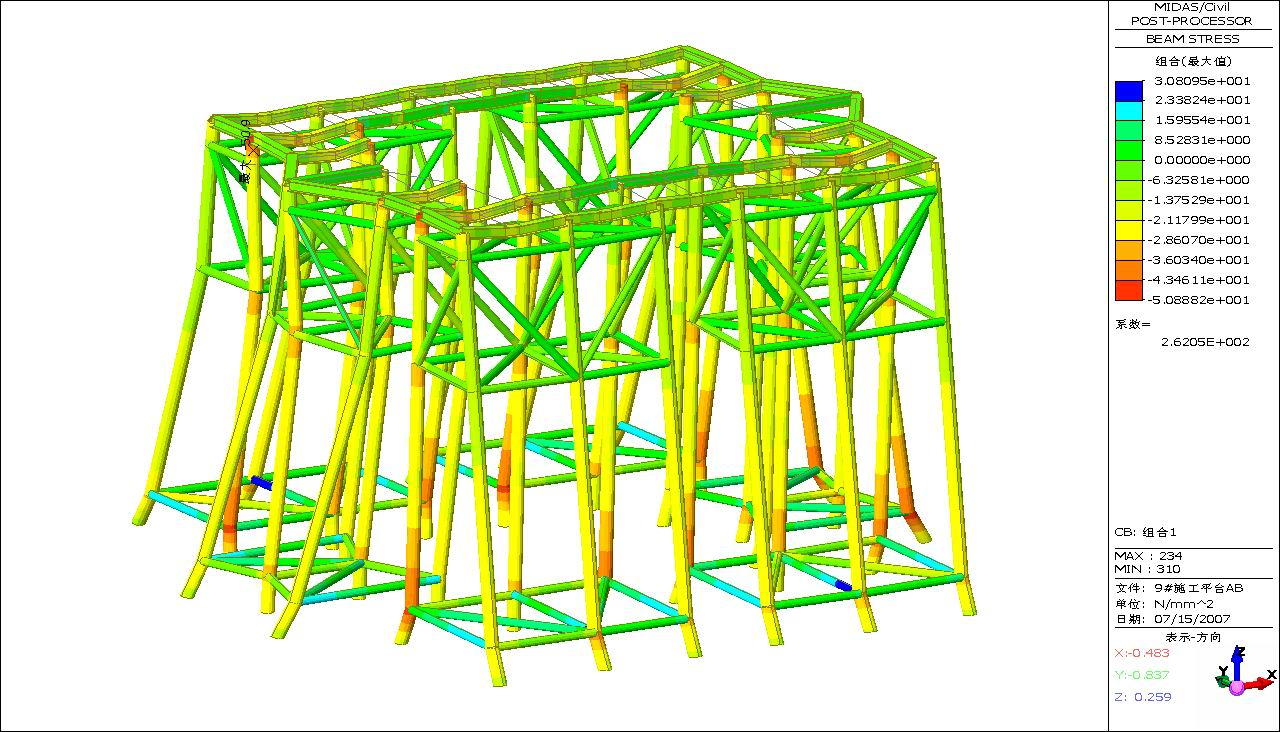 MIDAS/Civil
POST-PROCESSOR
BEAM STRESS
组合(最大值)
3.08095e+001
2.33824e+001
1.59554e+001
8.52831e+000
0.00000e+000
-6.32581e+000
-1.37529e+001
-2.11799e+001
-2.86070e+001
-3.60340e+001
-4.34611e+001
-5.08882e+001
系数=
2.6205E+002
CB: 组合1
MAX : 234
MIN : 310
文件: 9#施工平台AB
单位: N/mm^2
日期: 07/15/2007
表示-方向
X:-0.483
Y:-0.837
Z: 0.259
Z
Y
X